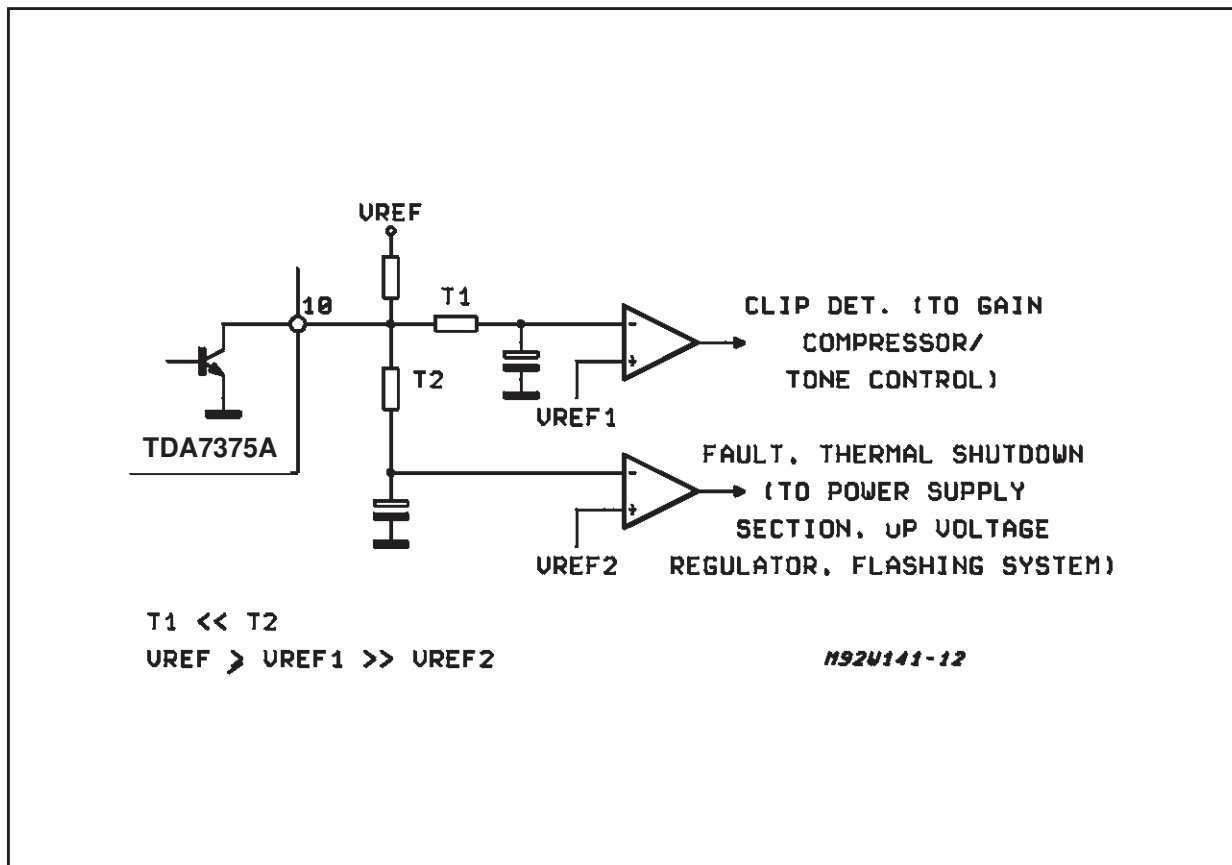 VREF
10
T1
CLIP DET. (TO GAIN
COMPRESSOR/
TONE CONTROL)
-
+
T2
VREF1
TDA7375A
FAULT, THERMAL SHUTDOWN
(TO POWER SUPPLY
SECTION, uP VOLTAGE
REGULATOR, FLASHING SYSTEM)
-
+
VREF2
T1 << T2
VREF > VREF1 >> VREF2
M92W141-12